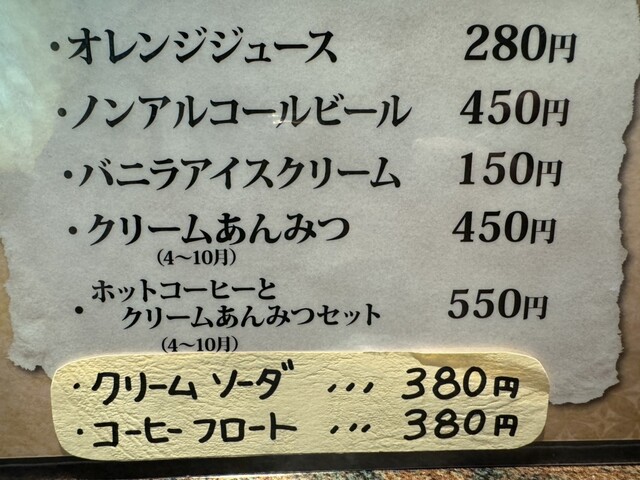 ・オレンジジュース 280円
・ノンアルコールビール 450円
・バニラアイスクリーム 150円
・クリームあんみつ 450円
(4〜10月)
・ホットコーヒーと
クリームあんみつセット 550円
(4〜10月)
・クリームソーダ ... 380円
・コーヒーフロート ... 380円